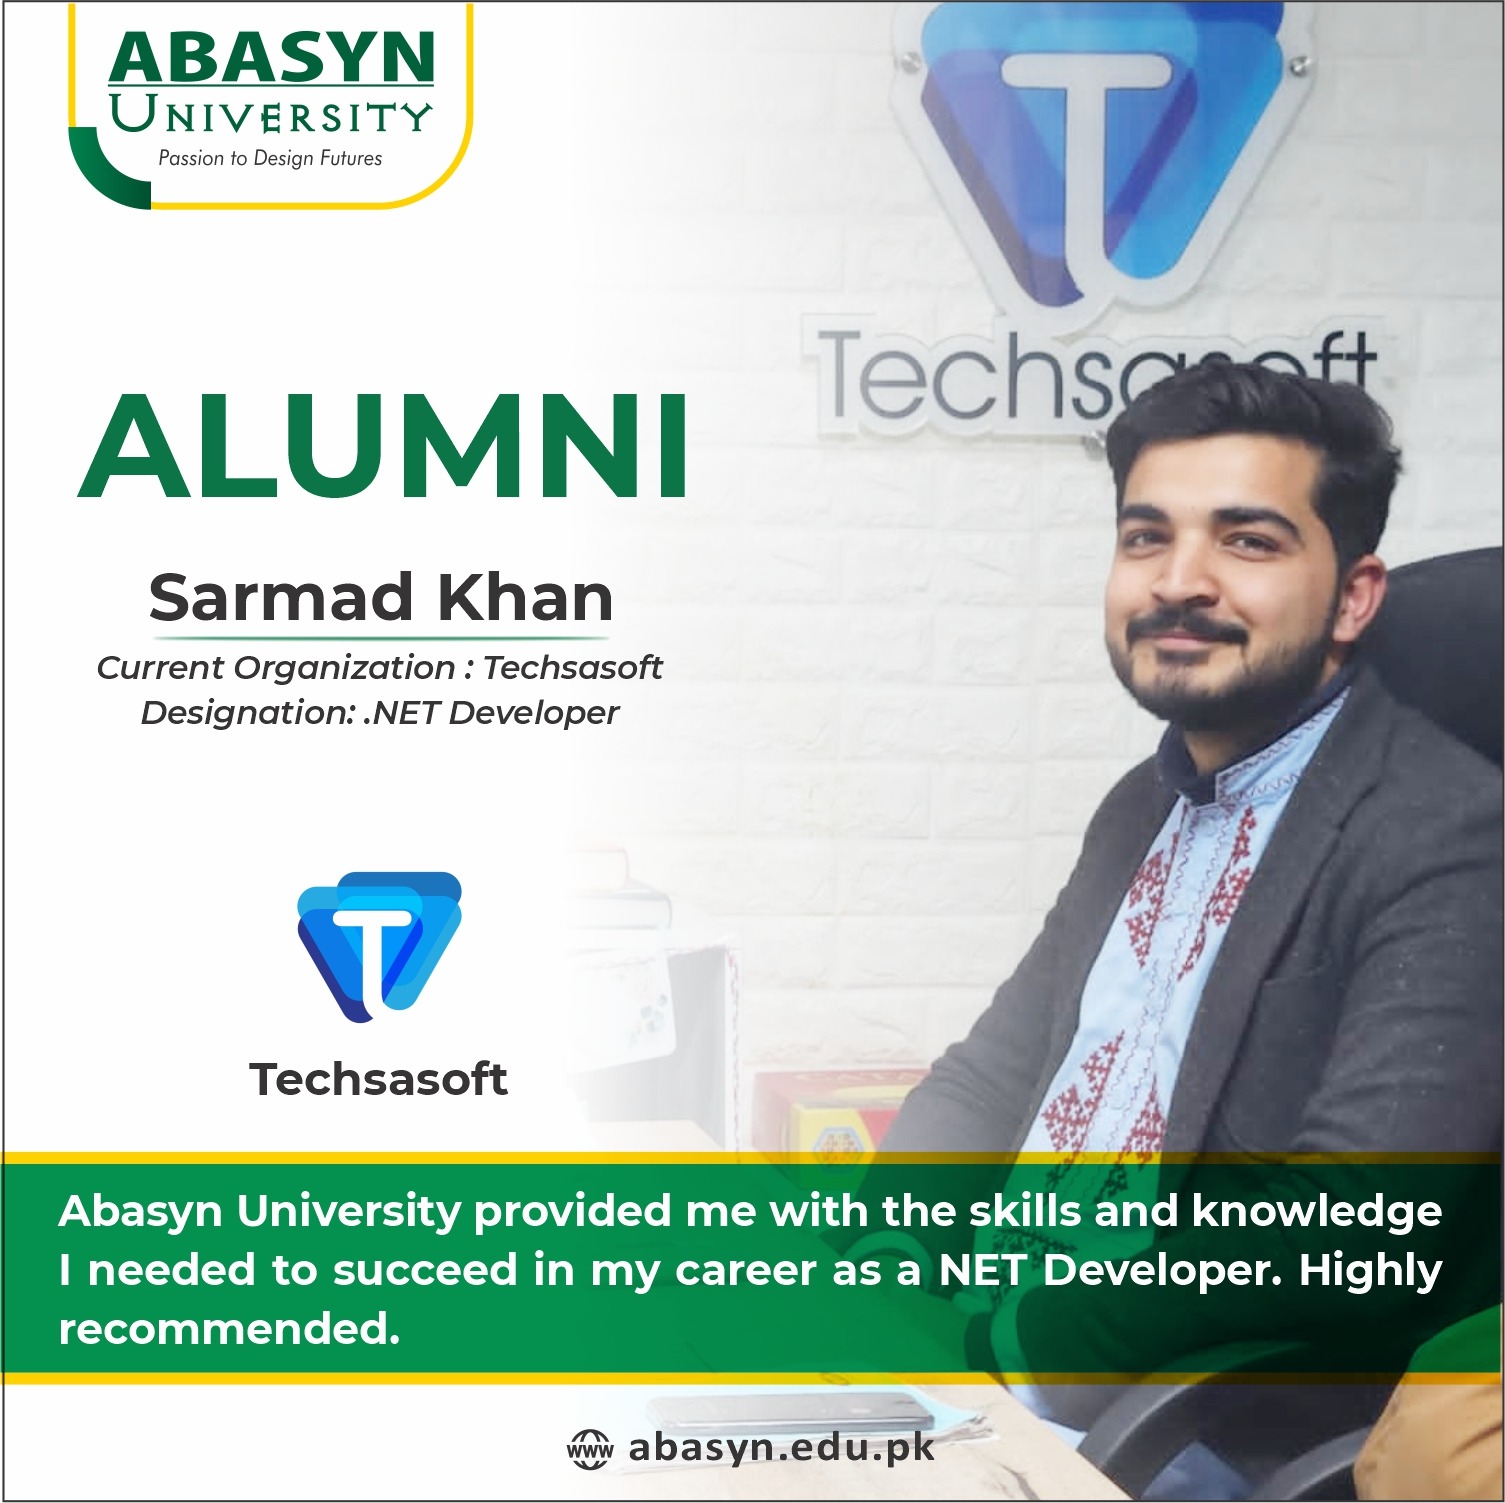 ABASYN
UNIVERSITY
Passion to Design Futures
Techsasoft
ALUMNI
Sarmad Khan
Current Organization : Techsasoft
Designation: .NET Developer
T
Techsasoft
Abasyn University provided me with the skills and knowledge
I needed to succeed in my career as a NET Developer. Highly
recommended.
www abasyn.edu.pk